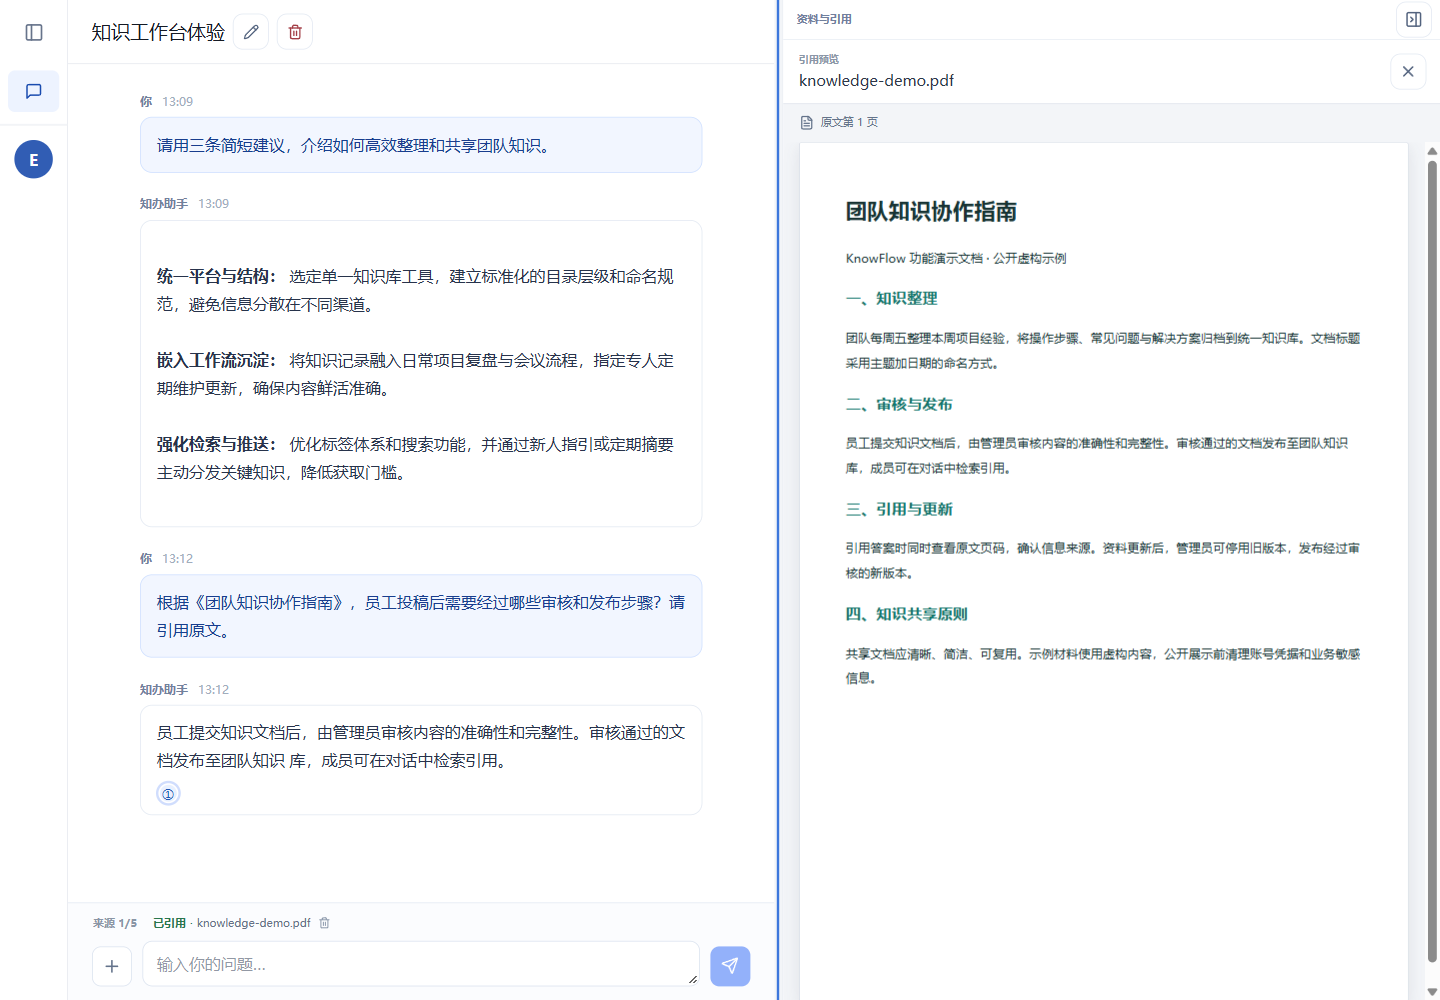 知识工作台体验
E
你 13:09
请用三条简短建议，介绍如何高效整理和共享团队知识。
知办助手 13:09
统一平台与结构： 选定单一知识库工具，建立标准化的目录层级和命名规
范，避免信息分散在不同渠道。
嵌入工作流沉淀： 将知识记录融入日常项目复盘与会议流程，指定专人定
期维护更新，确保内容鲜活准确。
强化检索与推送： 优化标签体系和搜索功能，并通过新人指引或定期摘要
主动分发关键知识，降低获取门槛。
你 13:12
根据《团队知识协作指南》，员工投稿后需要经过哪些审核和发布步骤？请
引用原文。
知办助手 13:12
员工提交知识文档后，由管理员审核内容的准确性和完整性。审核通过的文
档发布至团队知识 库，成员可在对话中检索引用。
①
来源 1/5 已引用 · knowledge-demo.pdf
输入你的问题...
资料与引用
引用预览
knowledge-demo.pdf
原文第 1 页
团队知识协作指南
KnowFlow 功能演示文档 · 公开虚构示例
一、知识整理
团队每周五整理本周项目经验，将操作步骤、常见问题与解决方案归档到统一知识库。文档标题
采用主题加日期的命名方式。
二、审核与发布
员工提交知识文档后，由管理员审核内容的准确性和完整性。审核通过的文档发布至团队知识
库，成员可在对话中检索引用。
三、引用与更新
引用答案时同时查看原文页码，确认信息来源。资料更新后，管理员可停用旧版本，发布经过审
核的新版本。
四、知识共享原则
共享文档应清晰、简洁、可复用。示例材料使用虚构内容，公开展示前清理账号凭据和业务敏感
信息。